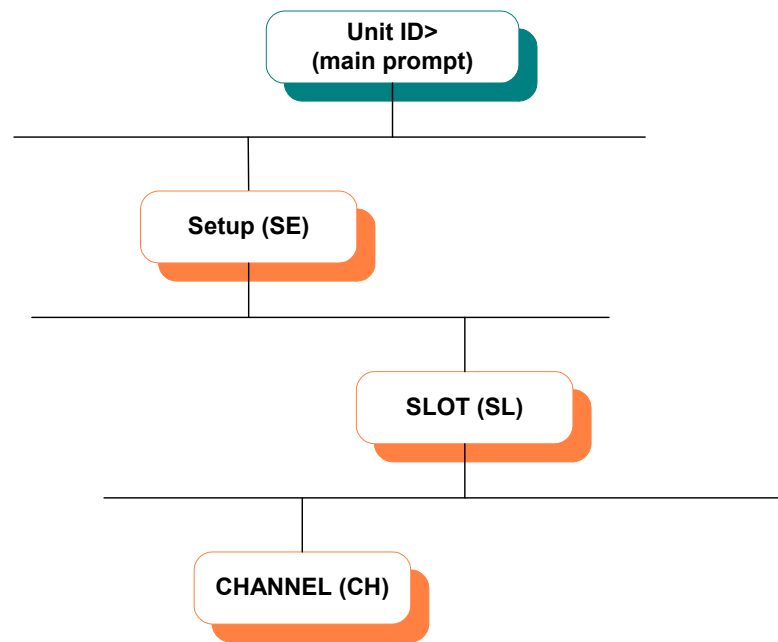 Unit ID>
(main prompt)
Setup (SE)
SLOT (SL)
CHANNEL (CH)